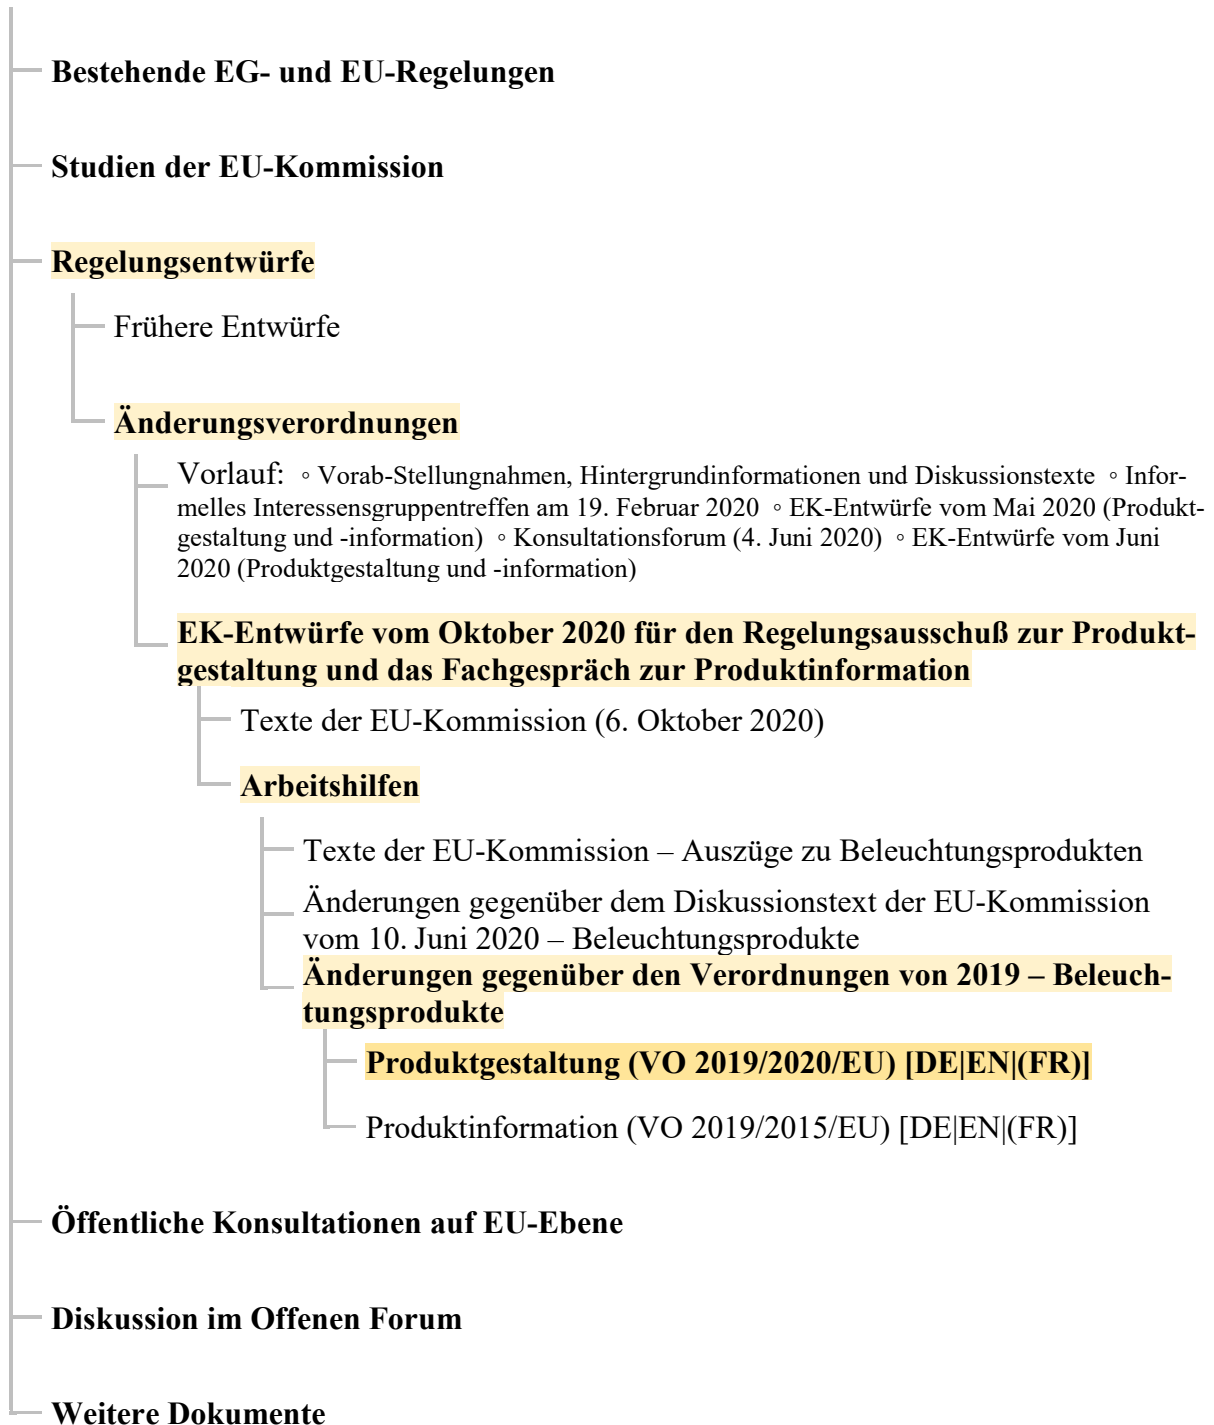 Bestehende EG- und EU-Regelungen
Studien der EU-Kommission
Regelungsentwürfe
Frühere Entwürfe
Änderungsverordnungen
Vorlauf: ◦ Vorab-Stellungnahmen, Hintergrundinformationen und Diskussionstexte ◦ Infor-
melles Interessensgruppentreffen am 19. Februar 2020 ◦ EK-Entwürfe vom Mai 2020 (Produkt-
gestaltung und -information) ◦ Konsultationsforum (4. Juni 2020) ◦ EK-Entwürfe vom Juni
2020 (Produktgestaltung und -information)
EK-Entwürfe vom Oktober 2020 für den Regelungsausschuß zur Produkt-
gestaltung und das Fachgespräch zur Produktinformation
Texte der EU-Kommission (6. Oktober 2020)
Arbeitshilfen
Texte der EU-Kommission – Auszüge zu Beleuchtungsprodukten
Änderungen gegenüber dem Diskussionstext der EU-Kommission
vom 10. Juni 2020 – Beleuchtungsprodukte
Änderungen gegenüber den Verordnungen von 2019 – Beleuch-
tungsprodukte
Produktgestaltung (VO 2019/2020/EU) [DE|EN|(FR)]
Produktinformation (VO 2019/2015/EU) [DE|EN|(FR)]
Öffentliche Konsultationen auf EU-Ebene
Diskussion im Offenen Forum
Weitere Dokumente